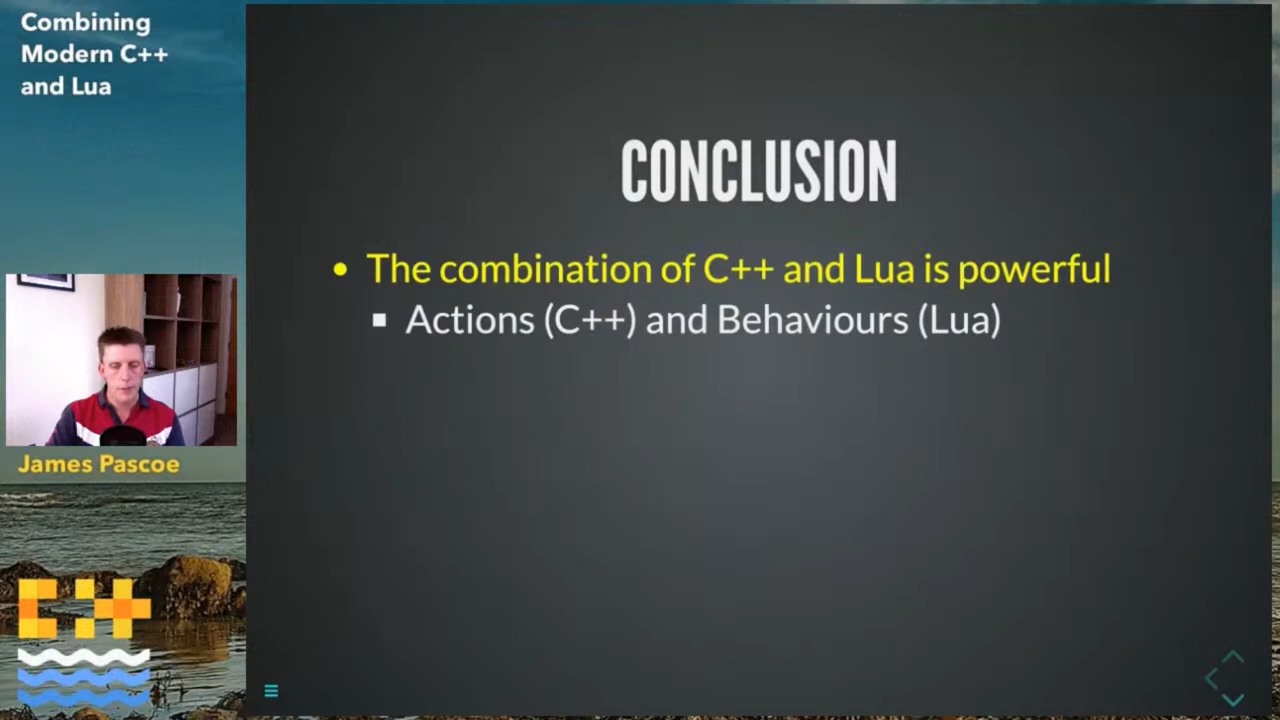 Combining
Modern C++
and Lua
CONCLUSION
The combination of C++ and Lua is powerful
Actions (C++) and Behaviours (Lua)
James Pascoe
C++